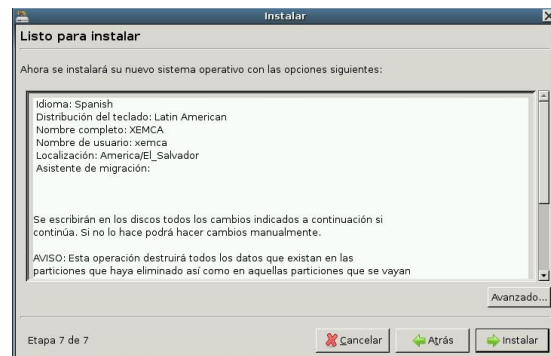 Instalar
Listo para instalar
Ahora se instalará su nuevo sistema operativo con las opciones siguientes:
Idioma: Spanish
Distribución del teclado: Latin American
Nombre completo: XEMCA
Nombre de usuario: xemca
Localización: America/El_Salvador
Asistente de migración:
Se escribirán en los discos todos los cambios indicados a continuación si
continúa. Si no lo hace podrá hacer cambios manualmente.
AVISO: Esta operación destruirá todos los datos que existan en las
particiones que haya eliminado así como en aquellas particiones que se vayan
Avanzado...
Etapa 7 de 7
Cancelar
Atrás
Instalar